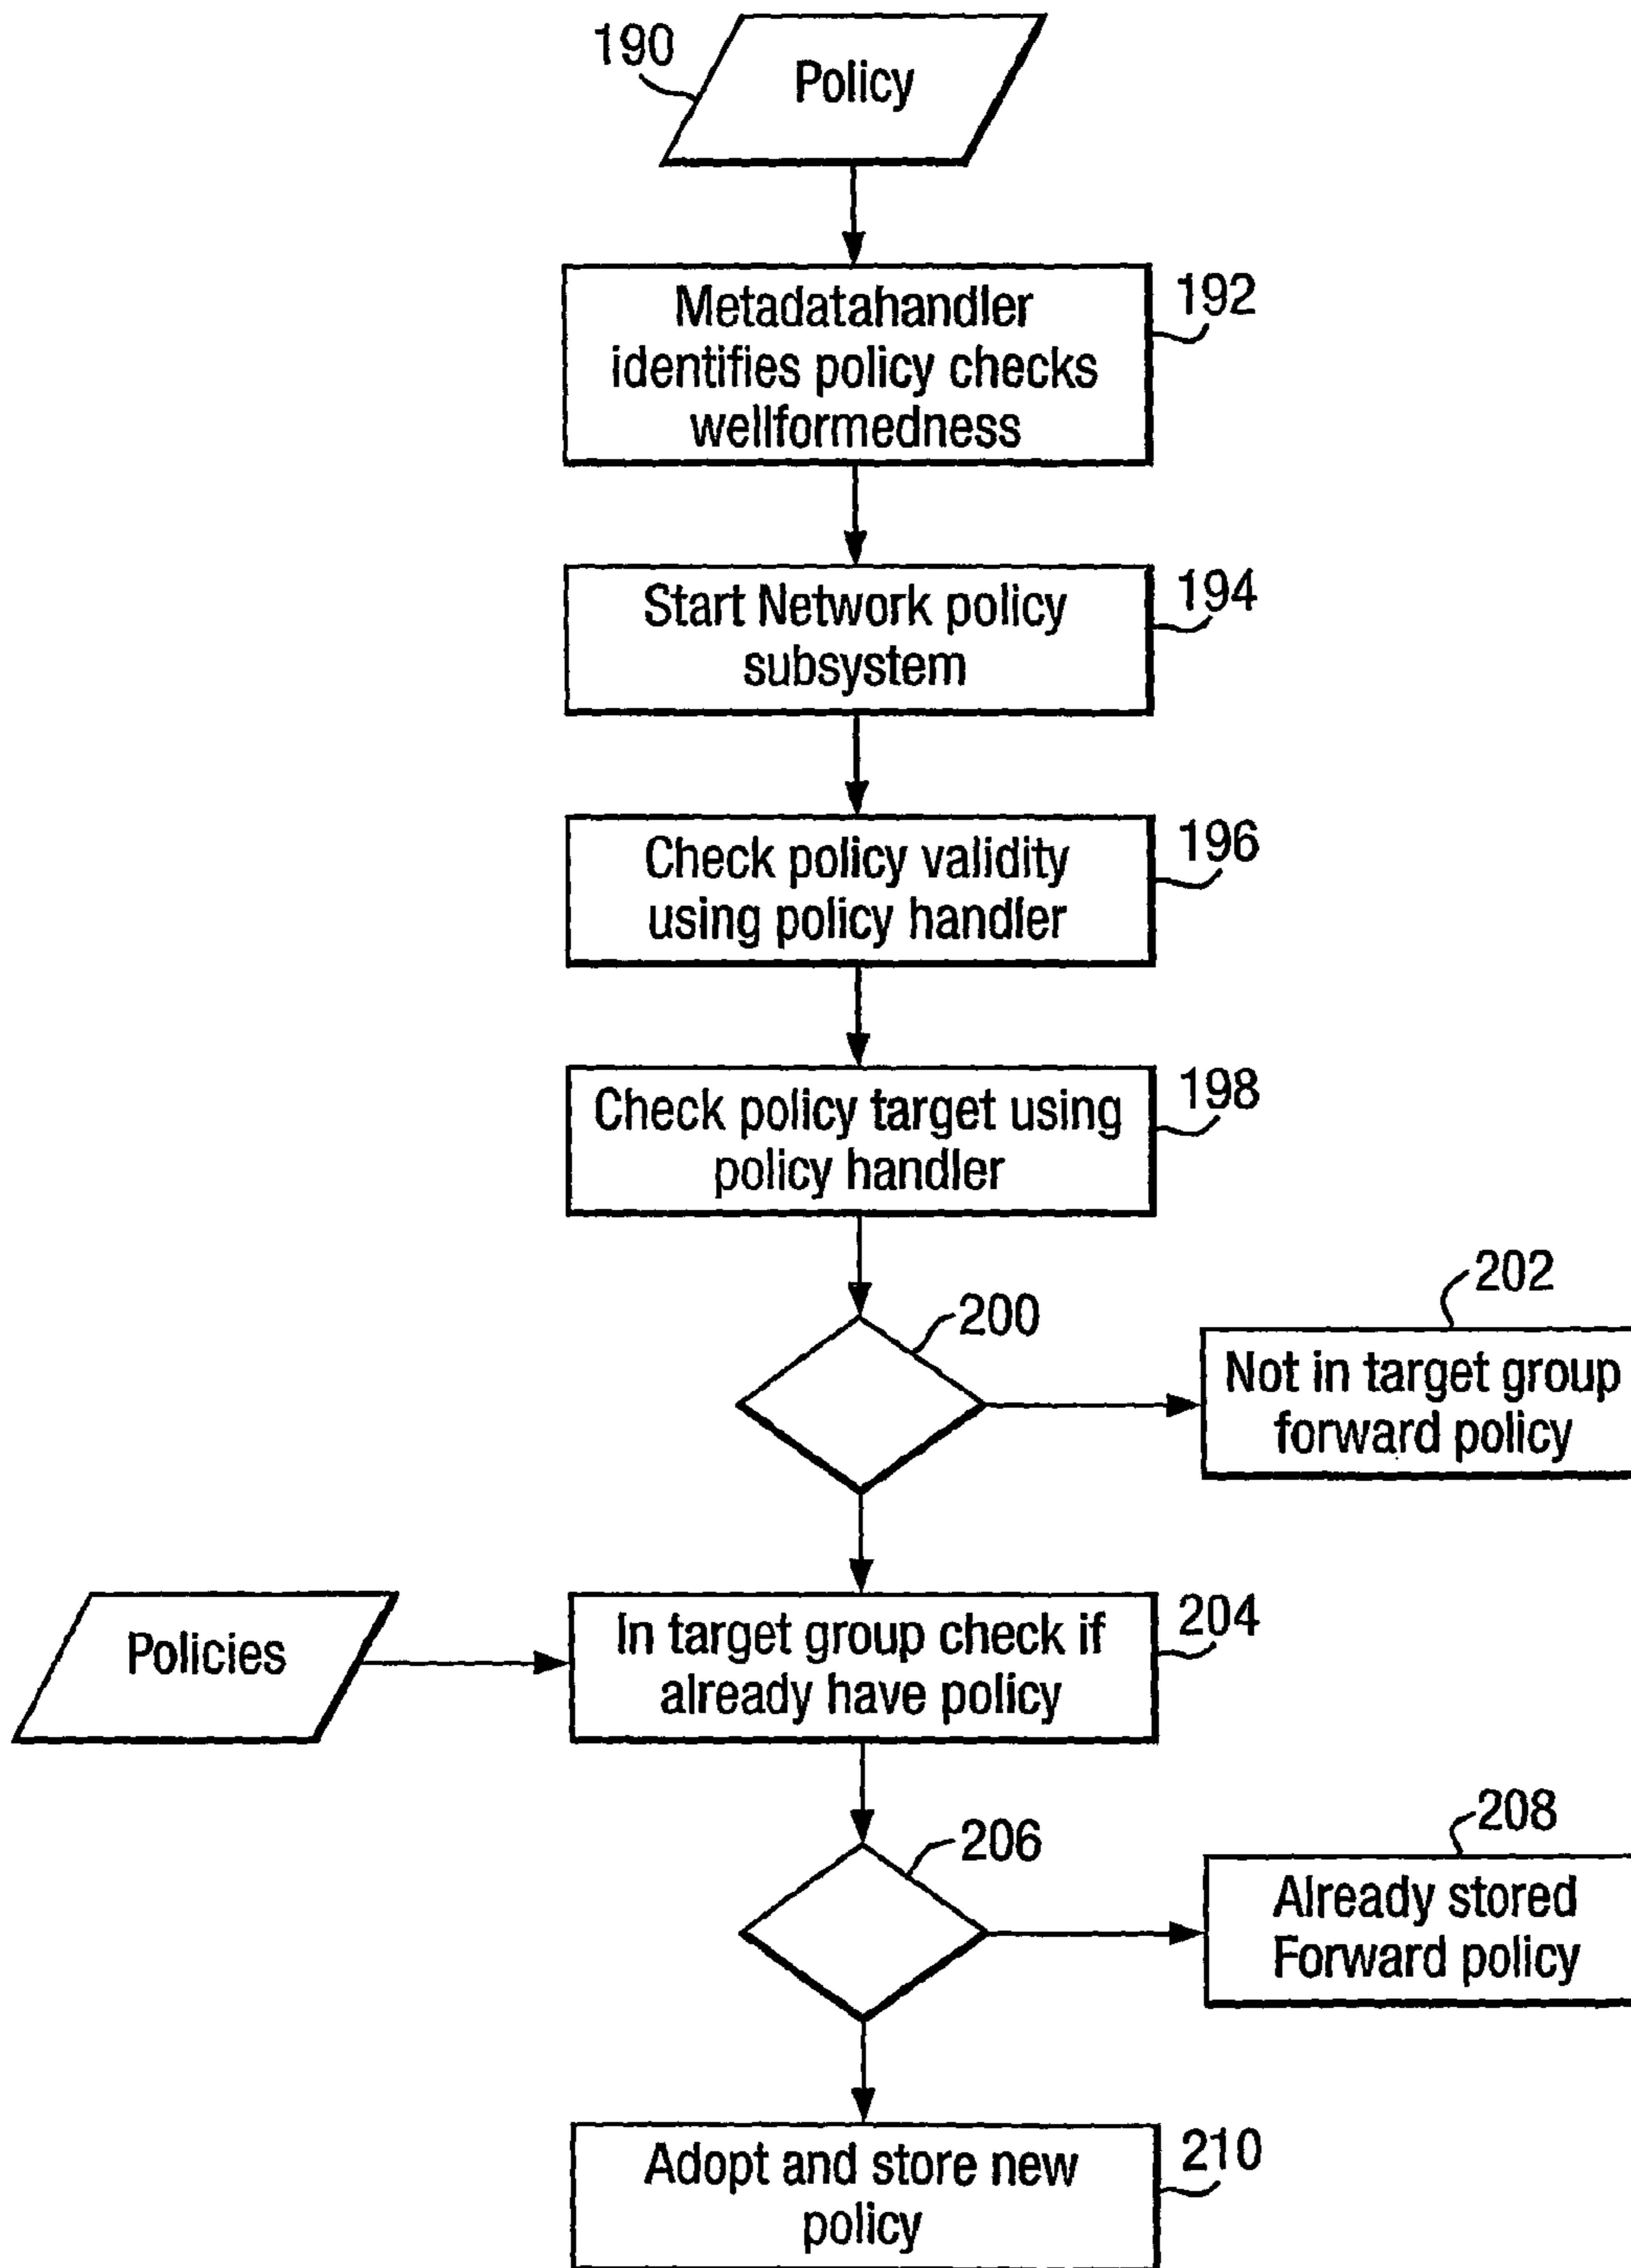 190
Policy
Metadatahandler
identifies policy checks
wellformedness
192
Start Network policy
subsystem
194
Check policy validity
using policy handler
196
Check policy target using
policy handler
198
200
202
Not in target group
forward policy
Policies
In target group check if
already have policy
204
206
208
Already stored
Forward policy
Adopt and store new
policy
210